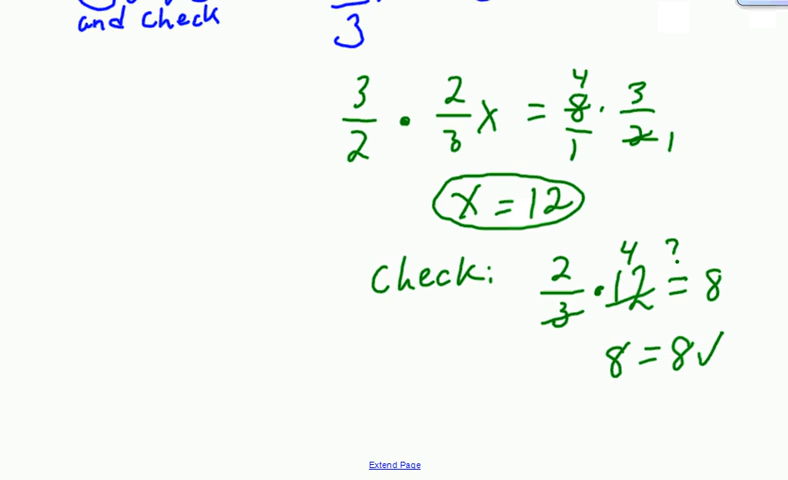 and check
3
3/2 · 2/3 x = 8/1 · 3/2 4 1
x = 12
Check: 2/3 · 12 = 8 4 ?
8 = 8 ✓
Extend Page